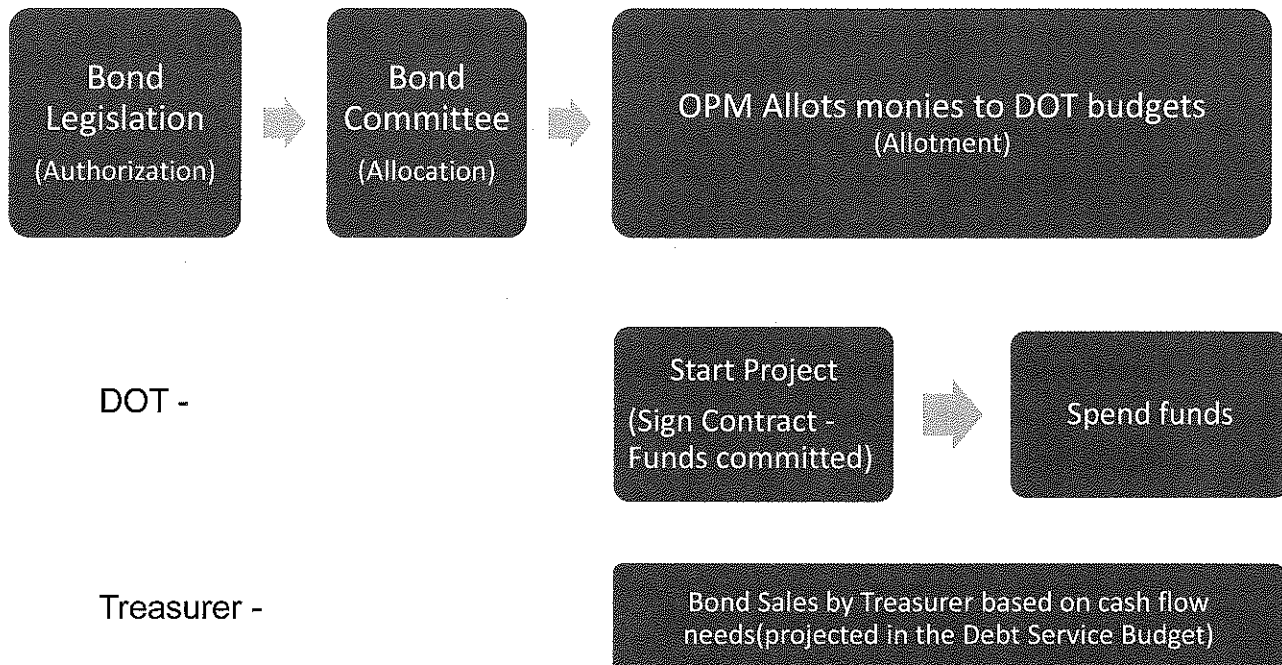 Bond
Legislation
(Authorization)
Bond
Committee
(Allocation)
OPM Allots monies to DOT budgets
(Allotment)
DOT -
Start Project
(Sign Contract -
Funds committed)
Spend funds
Treasurer -
Bond Sales by Treasurer based on cash flow
needs(projected in the Debt Service Budget)